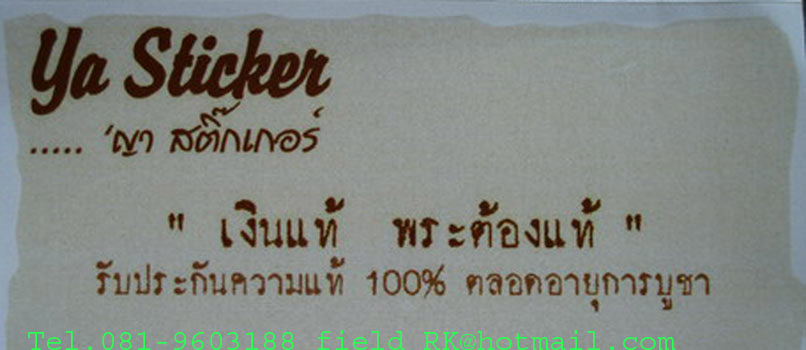 Ya Sticker
..... 'ญา สติ๊กเกอร์
" เงินแท้ พระต้องแท้ "
รับประกันความแท้ 100% ตลอดอายุการบูชา
Tel.081-9603188 field_RK@hotmail.com